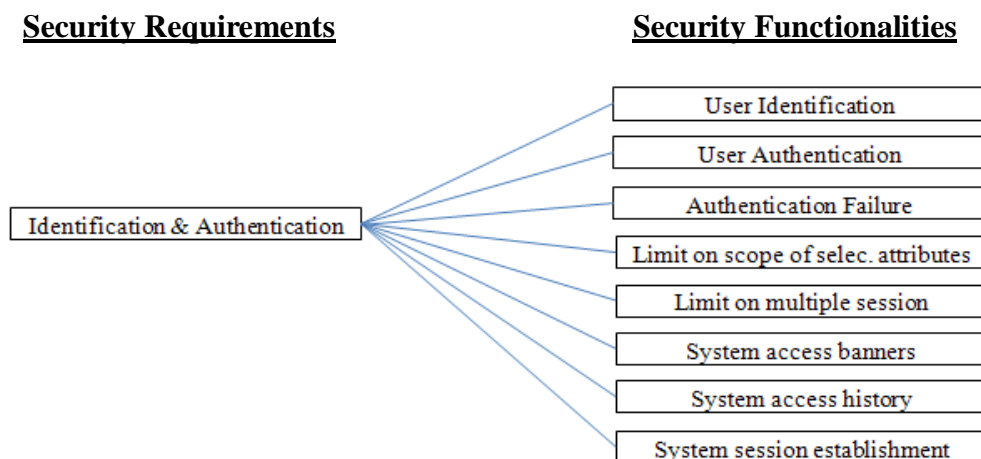 Security Requirements
Security Functionalities
User Identification
User Authentication
Authentication Failure
Identification & Authentication
Limit on scope of selec. attributes
Limit on multiple session
System access banners
System access history
System session establishment